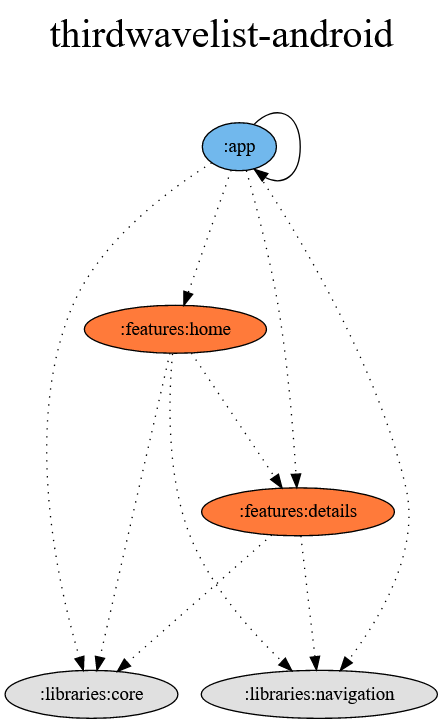 thirdwavelist-android
:app
:features:home
:features:details
:libraries:core
:libraries:navigation